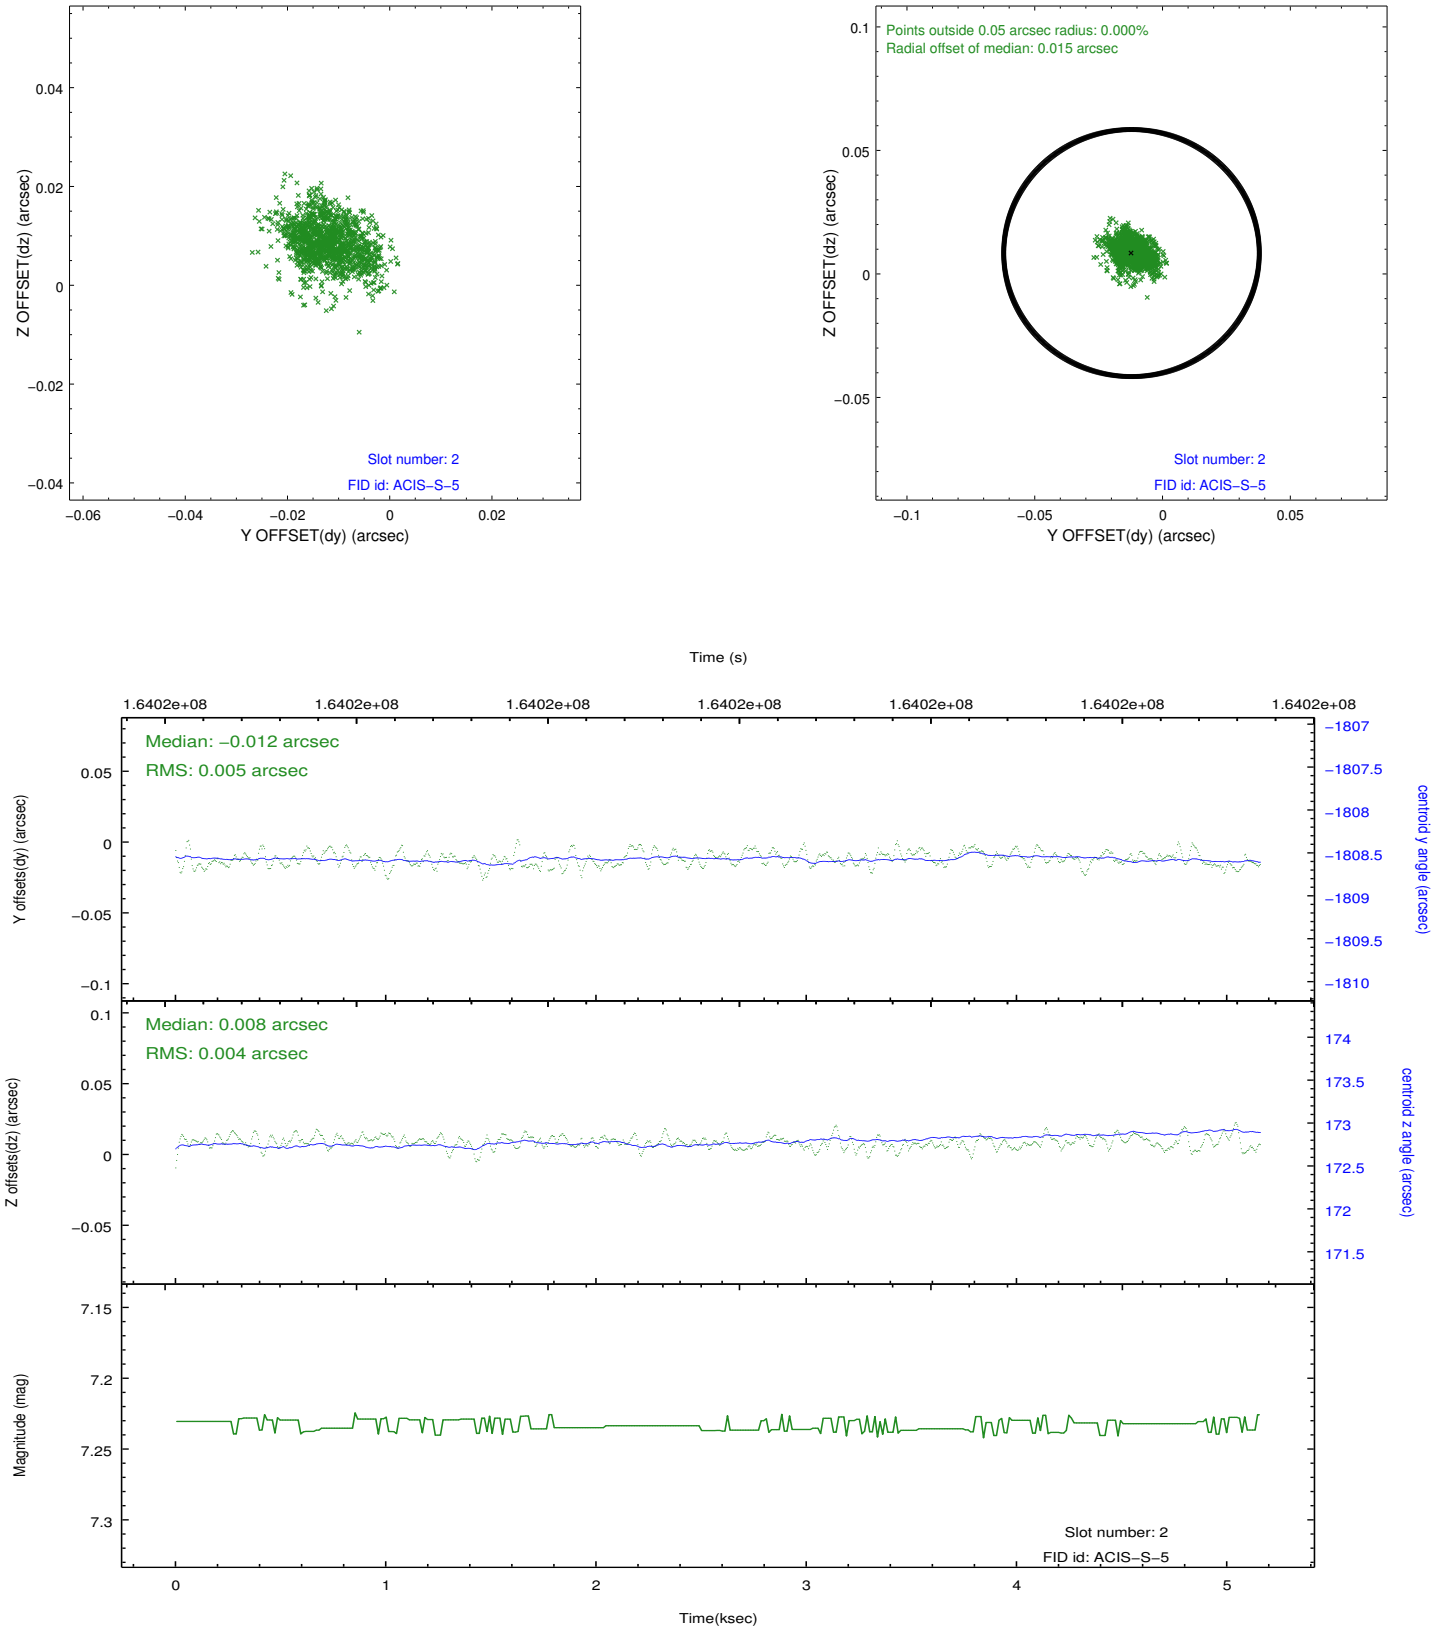 0.04
0.02
0
−0.02
−0.04
Z OFFSET(dz) (arcsec)
Slot number: 2
FID id: ACIS−S−5
−0.06
−0.04
−0.02
0
0.02
Y OFFSET(dy) (arcsec)
Points outside 0.05 arcsec radius: 0.000%
Radial offset of median: 0.015 arcsec
0.1
0.05
0
−0.05
Z OFFSET(dz) (arcsec)
Slot number: 2
FID id: ACIS−S−5
−0.1
−0.05
0
0.05
Y OFFSET(dy) (arcsec)
Time (s)
1.6402e+08 1.6402e+08 1.6402e+08 1.6402e+08 1.6402e+08 1.6402e+08 1.6402e+08
Median: −0.012 arcsec
RMS: 0.005 arcsec
0.05
0
−0.05
−0.1
Y offsets(dy) (arcsec)
−1807
−1807.5
−1808
−1808.5
−1809
−1809.5
−1810
centroid y angle (arcsec)
Median: 0.008 arcsec
RMS: 0.004 arcsec
0.1
0.05
0
−0.05
Z offsets(dz) (arcsec)
174
173.5
173
172.5
172
171.5
centroid z angle (arcsec)
7.15
7.2
7.25
7.3
Magnitude (mag)
Slot number: 2
FID id: ACIS−S−5
0 1 2 3 4 5
Time(ksec)